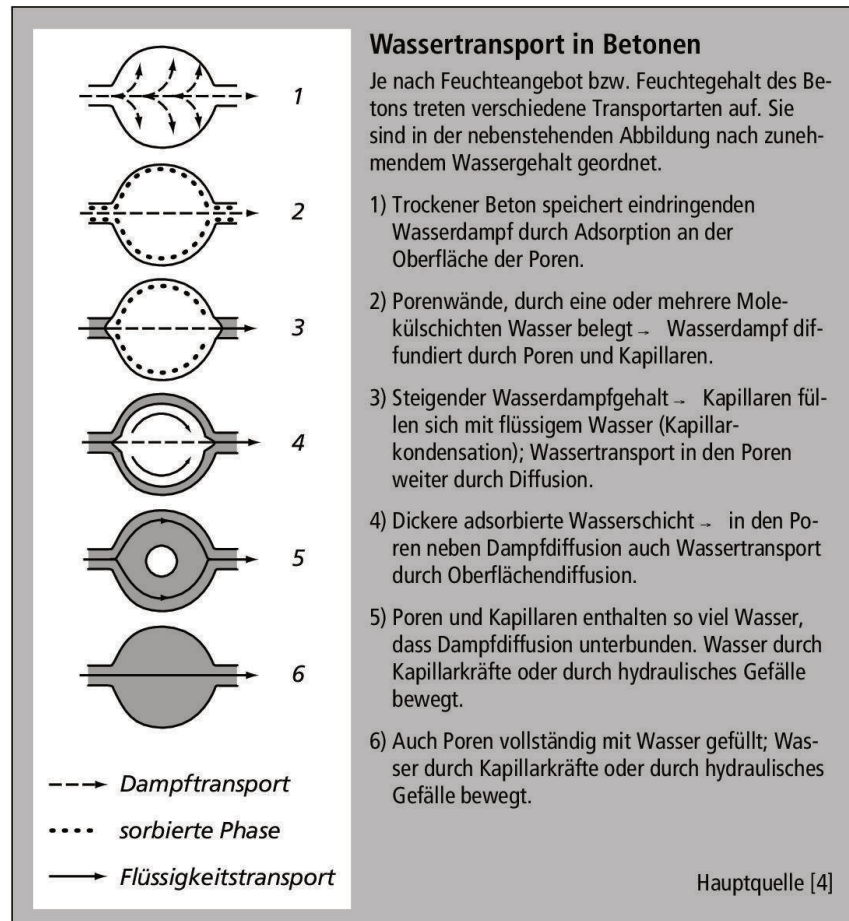 1
2
3
4
5
6
Dampftransport
sorbierte Phase
Flüssigkeitstransport
Wassertransport in Betonen
Je nach Feuchteangebot bzw. Feuchtegehalt des Be-
tons treten verschiedene Transportarten auf. Sie
sind in der nebenstehenden Abbildung nach zuneh-
mendem Wassergehalt geordnet.
1) Trockener Beton speichert eindringenden
Wasserdampf durch Adsorption an der
Oberfläche der Poren.
2) Porenwände, durch eine oder mehrere Mole-
külschichten Wasser belegt → Wasserdampf dif-
fundiert durch Poren und Kapillaren.
3) Steigender Wasserdampfgehalt → Kapillaren fül-
len sich mit flüssigem Wasser (Kapillar-
kondensation); Wassertransport in den Poren
weiter durch Diffusion.
4) Dickere adsorbierte Wasserschicht → in den Po-
ren neben Dampfdiffusion auch Wassertransport
durch Oberflächendiffusion.
5) Poren und Kapillaren enthalten so viel Wasser,
dass Dampfdiffusion unterbunden. Wasser durch
Kapillarkräfte oder durch hydraulisches Gefälle
bewegt.
6) Auch Poren vollständig mit Wasser gefüllt; Was-
ser durch Kapillarkräfte oder durch hydraulisches
Gefälle bewegt.
Hauptquelle [4]